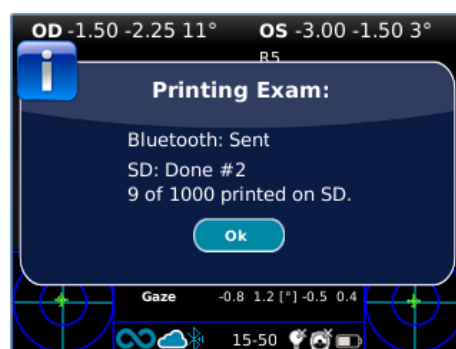 OD -1.50 -2.25 11° OS -3.00 -1.50 3°
R5
i
Printing Exam:
Bluetooth: Sent
SD: Done #2
9 of 1000 printed on SD.
Ok
Gaze -0.8 1.2 [°] -0.5 0.4
15-50